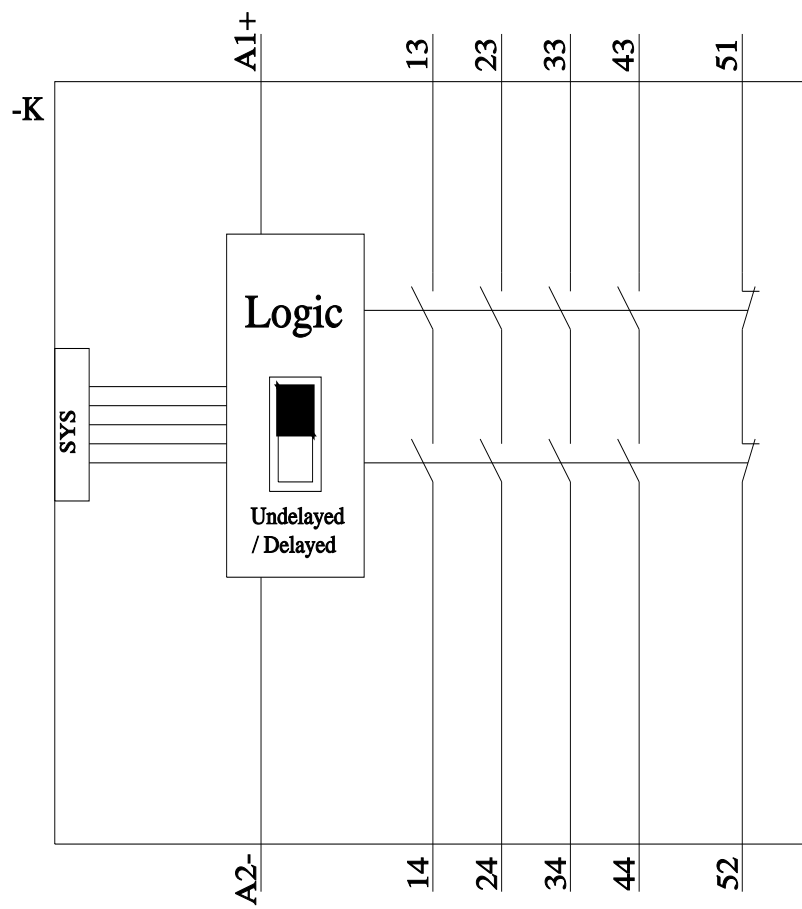 A1+
13
23
33
43
51
-K
Logic
SYS
Undelayed
/ Delayed
A2-
14
24
34
44
52